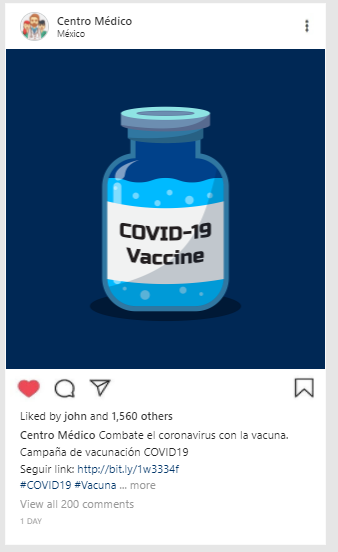 Centro Médico
México
COVID-19
Vaccine
Liked by john and 1,560 others
Centro Médico Combate el coronavirus con la vacuna.
Campaña de vacunación COVID19
Seguir link: http://bit.ly/1w3334f
#COVID19 #Vacuna ... more
View all 200 comments
1 DAY